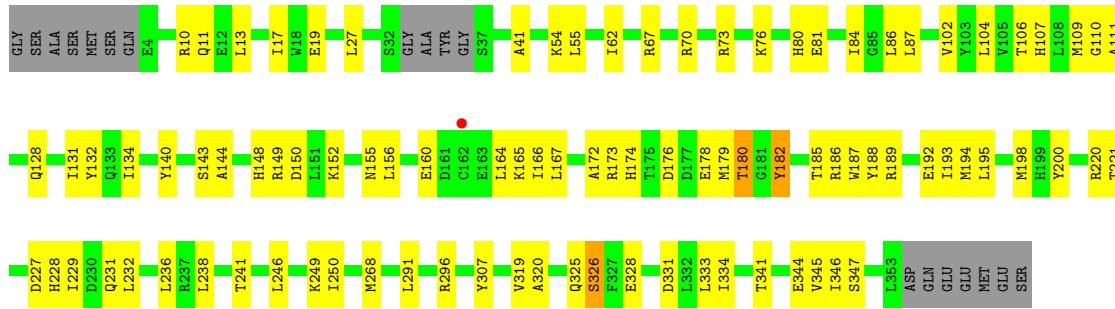 GLY SER ALA SER MET SER GLN E4 R10 Q11 E12 L13 I17 W18 E19 L27 S32 GLY ALA TYR GLY S37 A41 K54 L55 I62 R67 R70 R73 K76 H80 E81 I84 G85 L86 L87 V102 Y103 L104 V105 T106 H107 L108 M109 G110 A111
Q128 I131 Y132 Q133 I134 Y140 S143 A144 H148 R149 D150 L151 K152 N155 L156 E160 D161 C162 E163 L164 K165 I166 L167 A172 R173 H174 T175 D176 D177 E178 M179 T180 G181 Y182 T185 R186 W187 Y188 R189 E192 I193 M194 L195 M198 H199 Y200 R220 T221
D227 H228 I229 D230 Q231 L232 L236 R237 L238 T241 L246 K249 I250 M268 L291 R296 Y307 V319 A320 Q325 S326 F327 E328 D331 L332 L333 I334 T341 E344 V345 I346 S347 L353 ASP GLN GLU GLU MET GLU SER